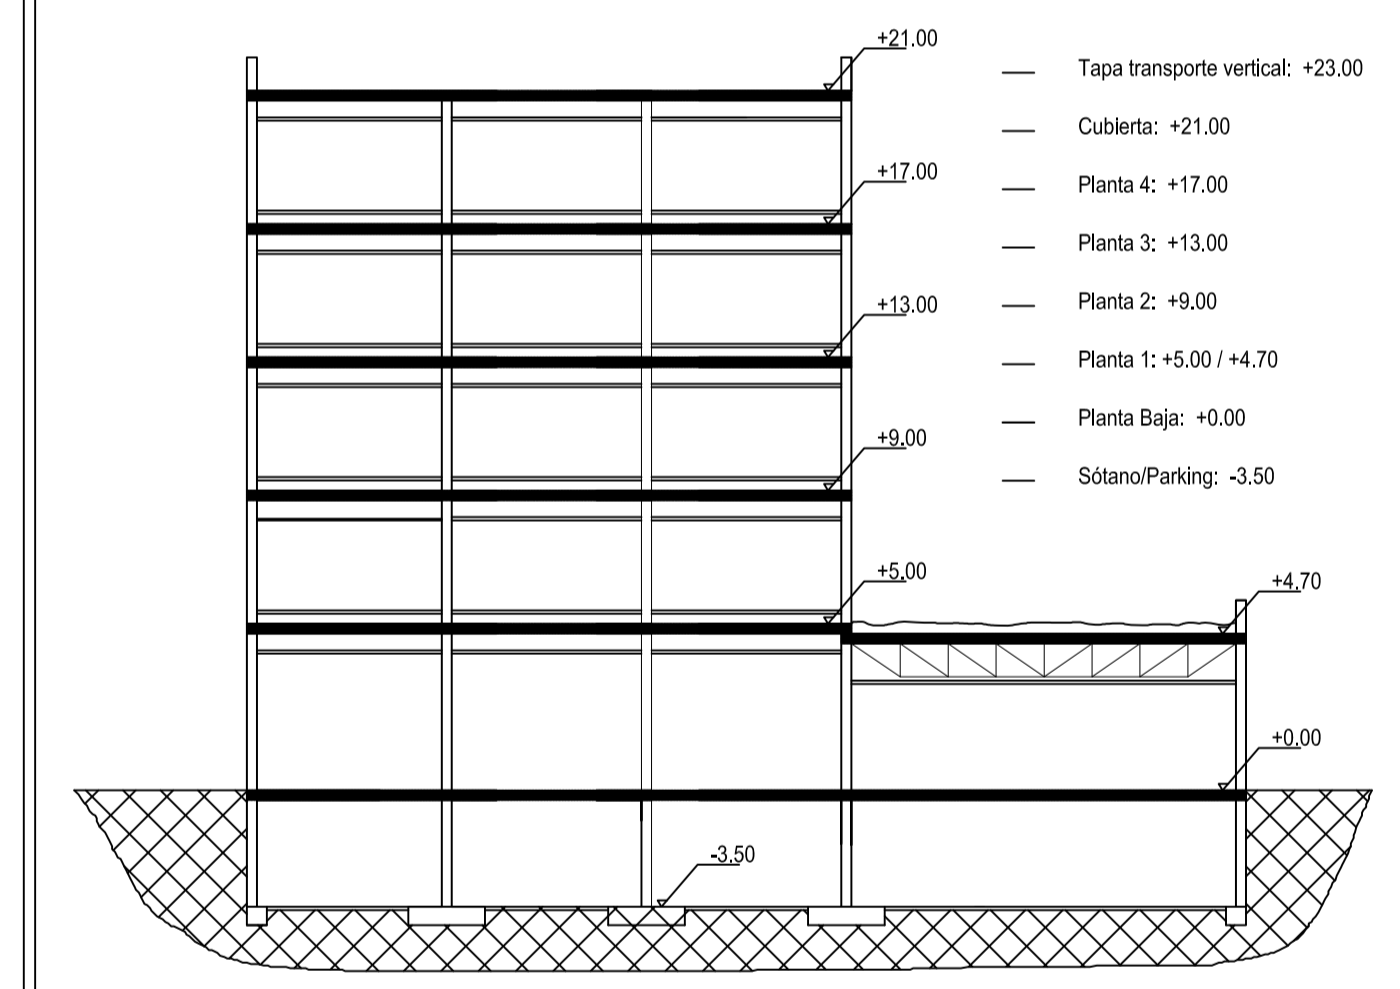 +21.00
Tapa transporte vertical: +23.00
Cubierta: +21.00
+17.00
Planta 4: +17.00
Planta 3: +13.00
+13.00
Planta 2: +9.00
Planta 1: +5.00 / +4.70
Planta Baja: +0.00
+9.00
Sótano/Parking: -3.50
+5.00
+4.70
+0.00
-3.50